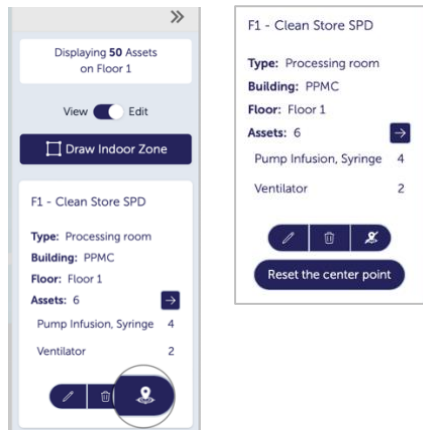 Displaying 50 Assets
on Floor 1
View Edit
Draw Indoor Zone
F1 - Clean Store SPD
Type: Processing room
Building: PPMC
Floor: Floor 1
Assets: 6
Pump Infusion, Syringe 4
Ventilator 2
F1 - Clean Store SPD
Type: Processing room
Building: PPMC
Floor: Floor 1
Assets: 6
Pump Infusion, Syringe 4
Ventilator 2
Reset the center point